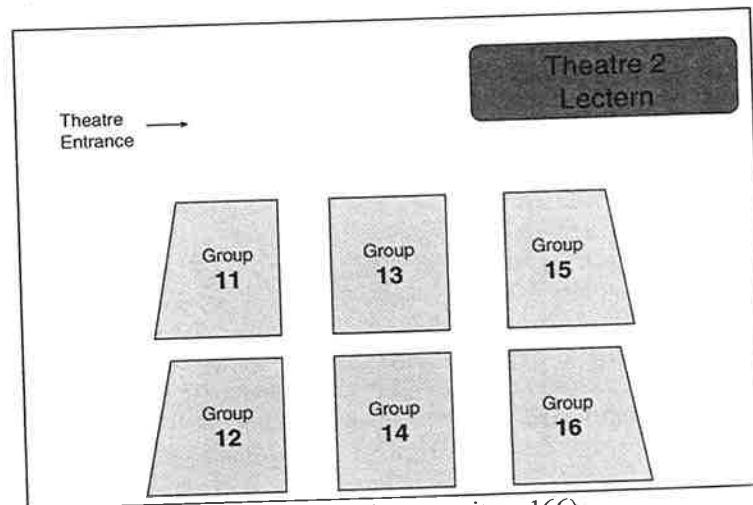 Theatre 2
Lectern
Theatre
Entrance
Group
11
Group
13
Group
15
Group
12
Group
14
Group
16